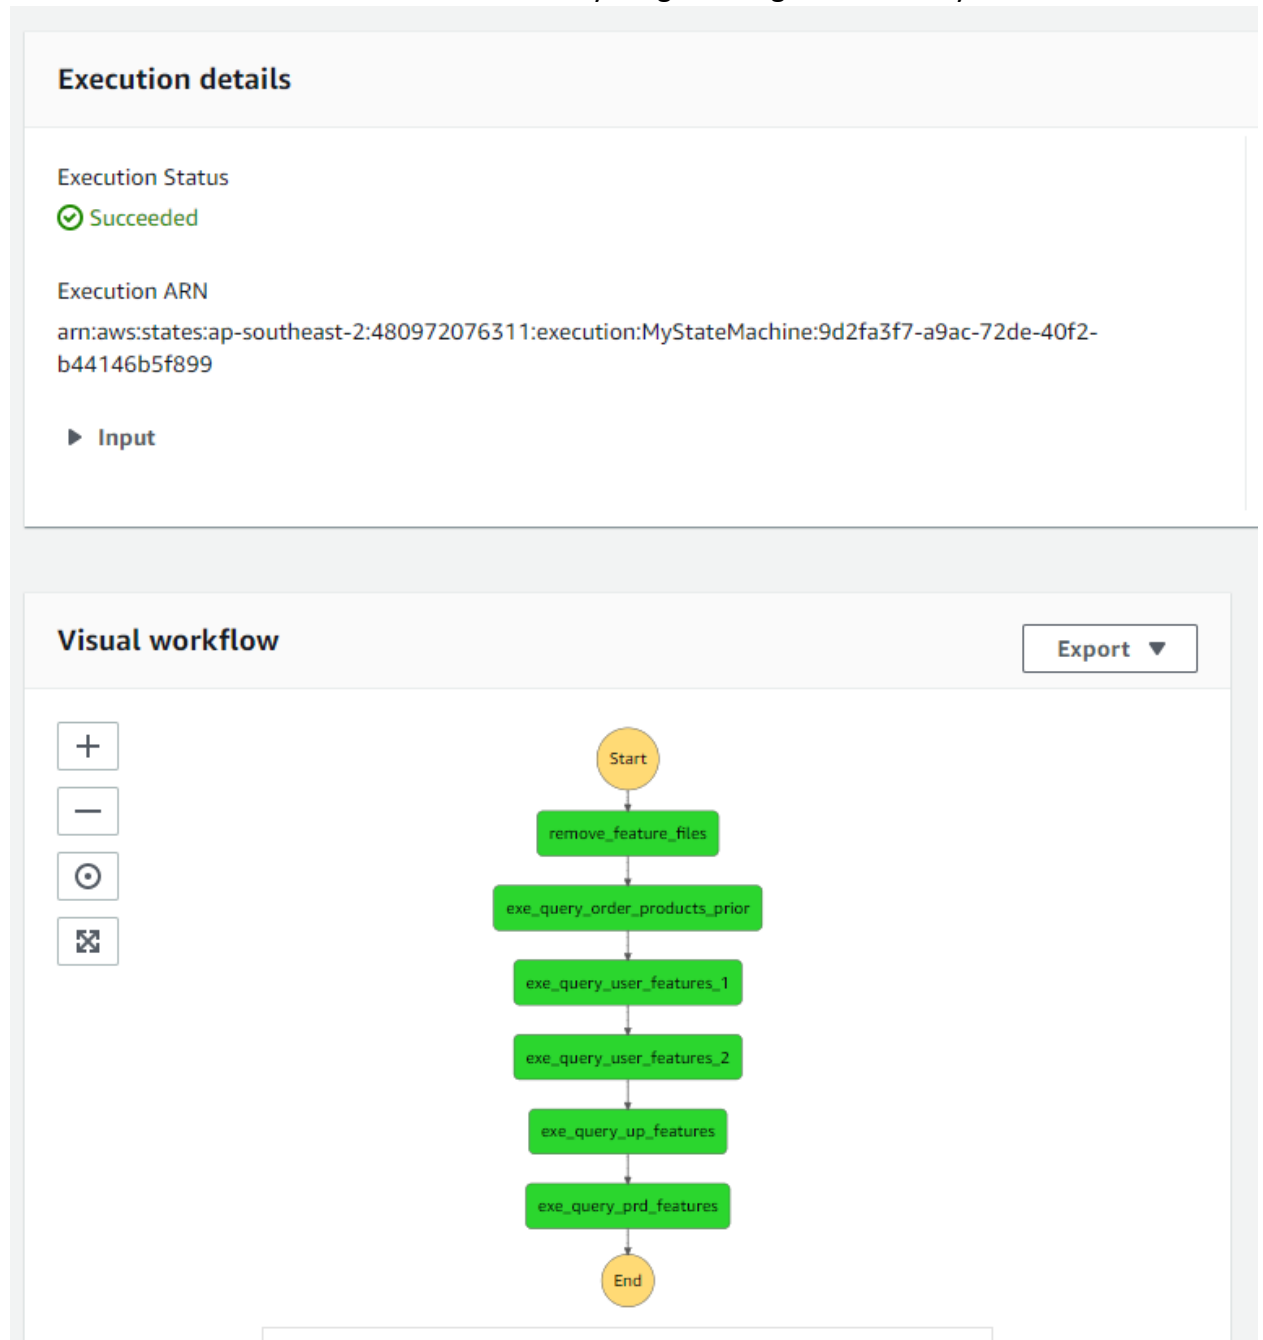 Execution details
Execution Status
Succeeded
Execution ARN
arn:aws:states:ap-southeast-2:480972076311:execution:MyStateMachine:9d2fa3f7-a9ac-72de-40f2-
b44146b5f899
Input
Visual workflow
Export
Start
remove_feature_files
exe_query_order_products_prior
exe_query_user_features_1
exe_query_user_features_2
exe_query_up_features
exe_query_prd_features
End